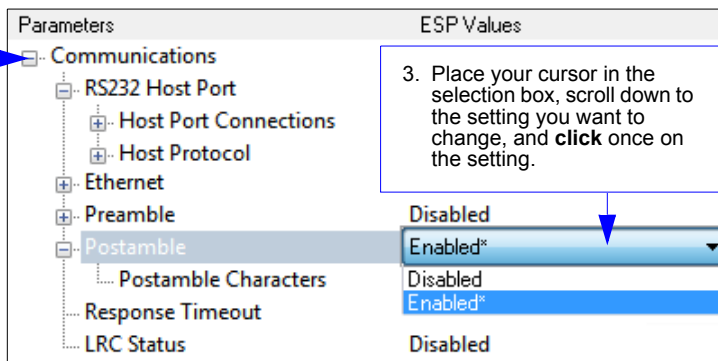 Parameters ESP Values
Communications
RS232 Host Port
Host Port Connections
Host Protocol
Ethernet
3. Place your cursor in the
selection box, scroll down to
the setting you want to
change, and click once on
the setting.
Preamble Disabled
Postamble Enabled*
Postamble Characters Disabled
Enabled*
Response Timeout
LRC Status Disabled